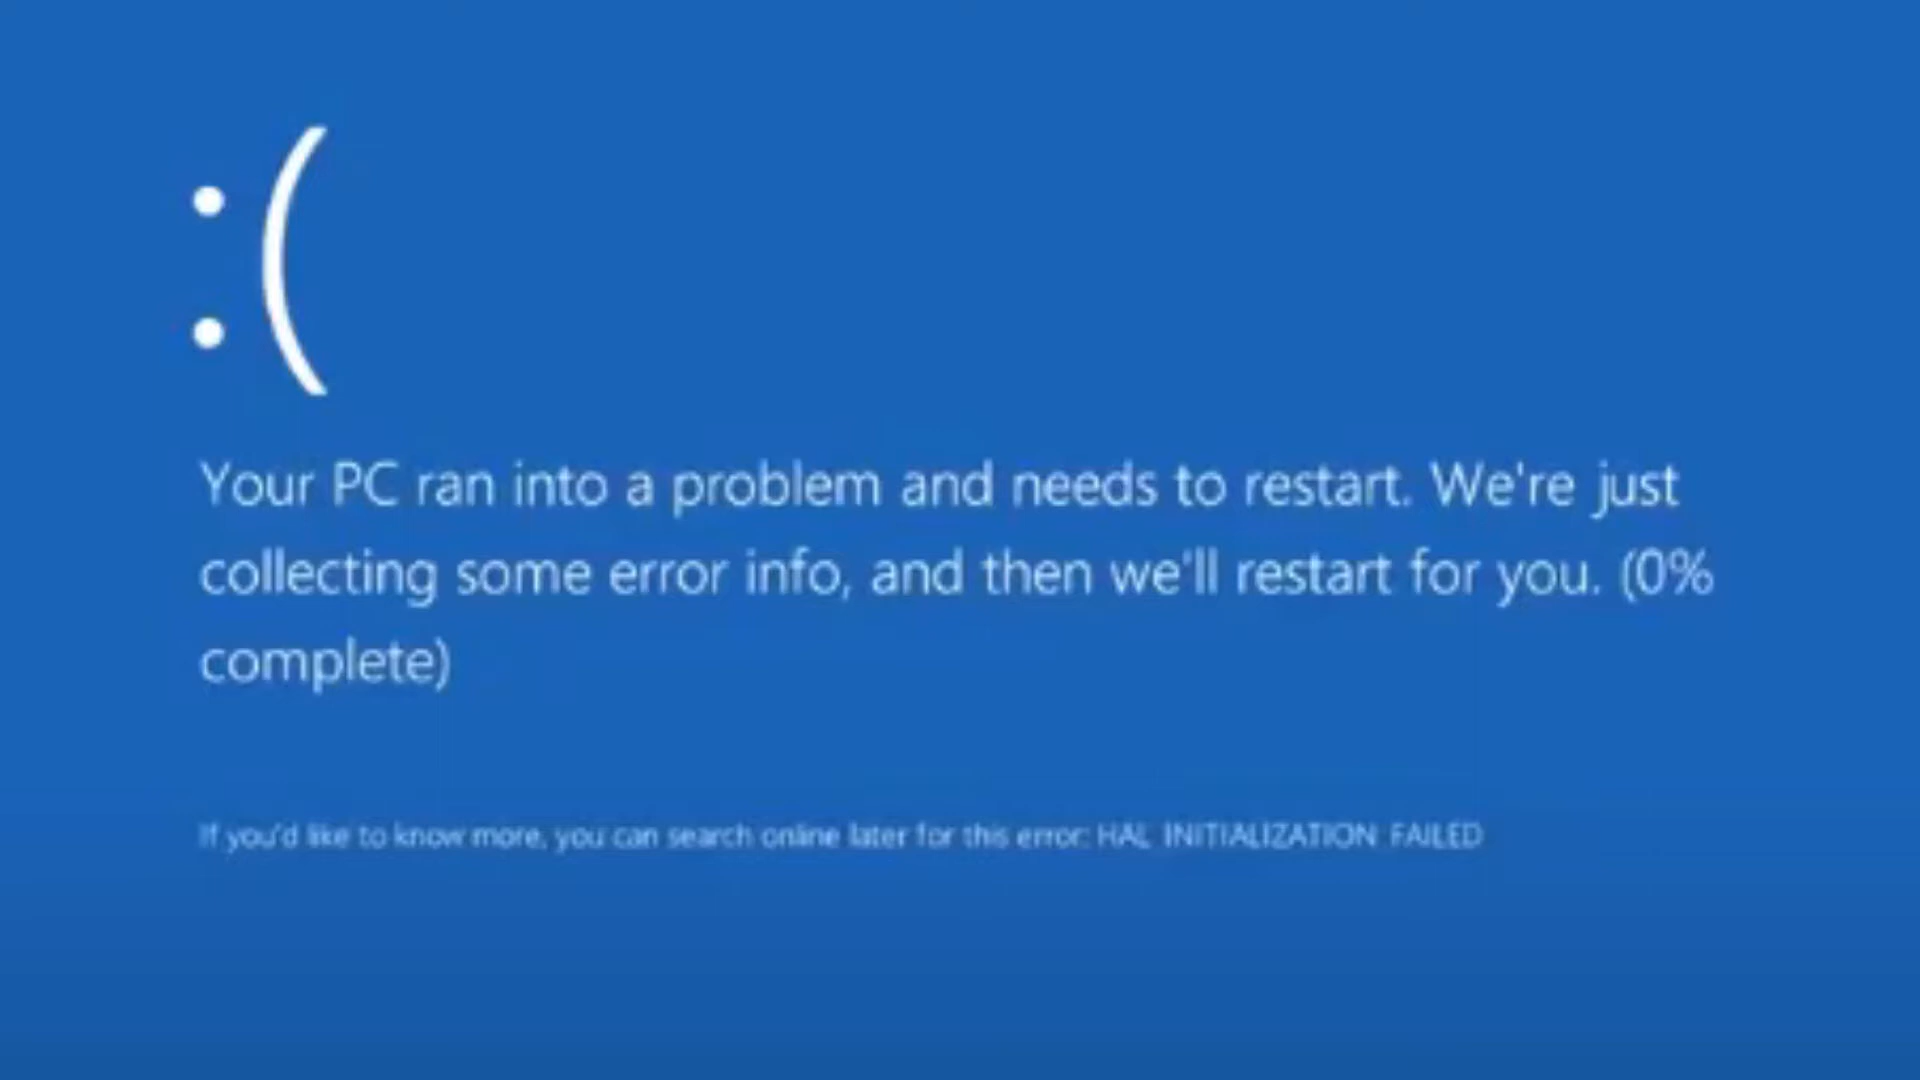 :(
Your PC ran into a problem and needs to restart. We're just
collecting some error info, and then we'll restart for you. (0%
complete)
If you'd like to know more, you can search online later for this error: HAL INITIALIZATION FAILED